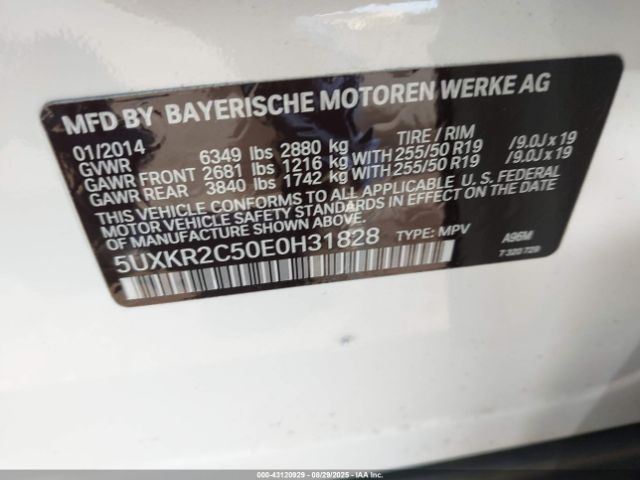 MFD BY BAYERISCHE MOTOREN WERKE AG
01/2014 TIRE / RIM
GVWR 6349 lbs 2880 kg
GAWR FRONT 2681 lbs 1216 kg WITH 255/50 R19 /9.0J x 19
GAWR REAR 3840 lbs 1742 kg WITH 255/50 R19 /9.0J x 19
THIS VEHICLE CONFORMS TO ALL APPLICABLE U. S. FEDERAL
MOTOR VEHICLE SAFETY STANDARDS IN EFFECT ON THE DATE
OF MANUFACTURE SHOWN ABOVE.
5UXKR2C50E0H31828 TYPE: MPV A96M
7 320 729
000-43120929 - 08/29/2025 - IAA Inc.